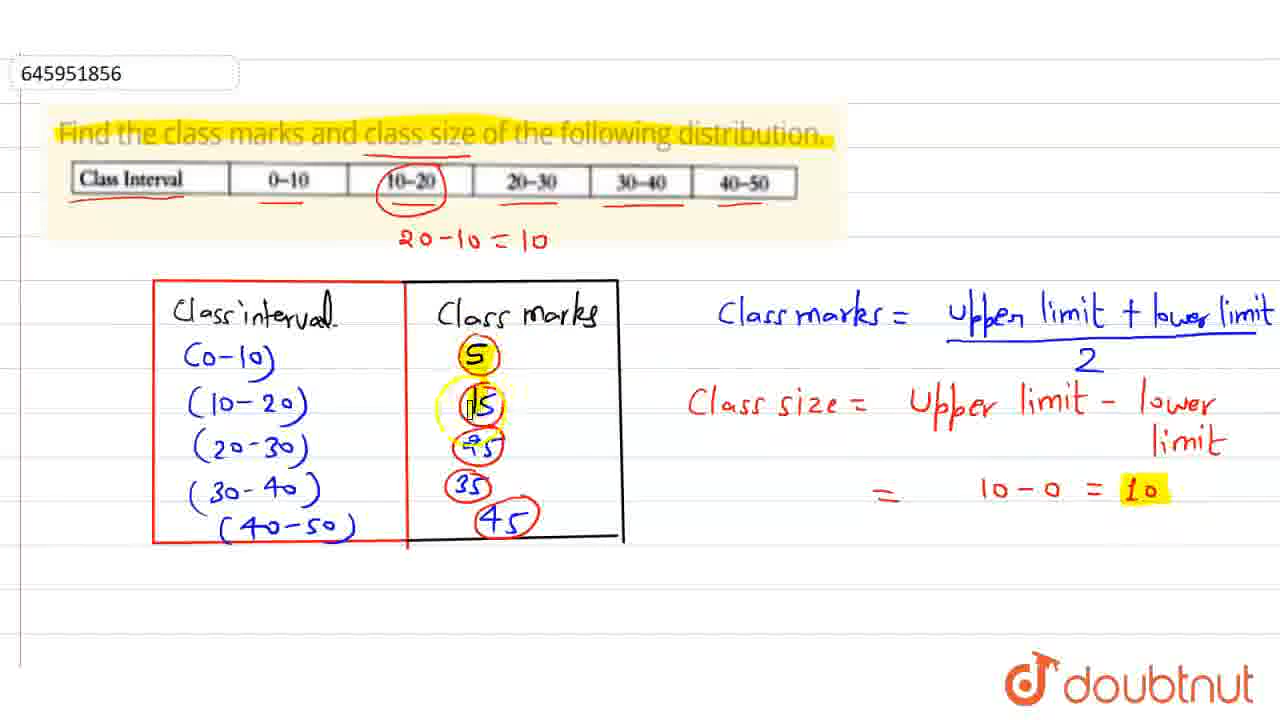 645951856
Find the class marks and class size of the following distribution.
Class Interval 0-10 10-20 20-30 30-40 40-50
20-10=10
Class interval. Class marks
(0-10) 5
(10-20) 15
(20-30) 25
(30-40) 35
(40-50) 45
Class marks = upper limit + lower limit
2
Class size = Upper limit - lower
limit
= 10-0 = 10
doubtnut